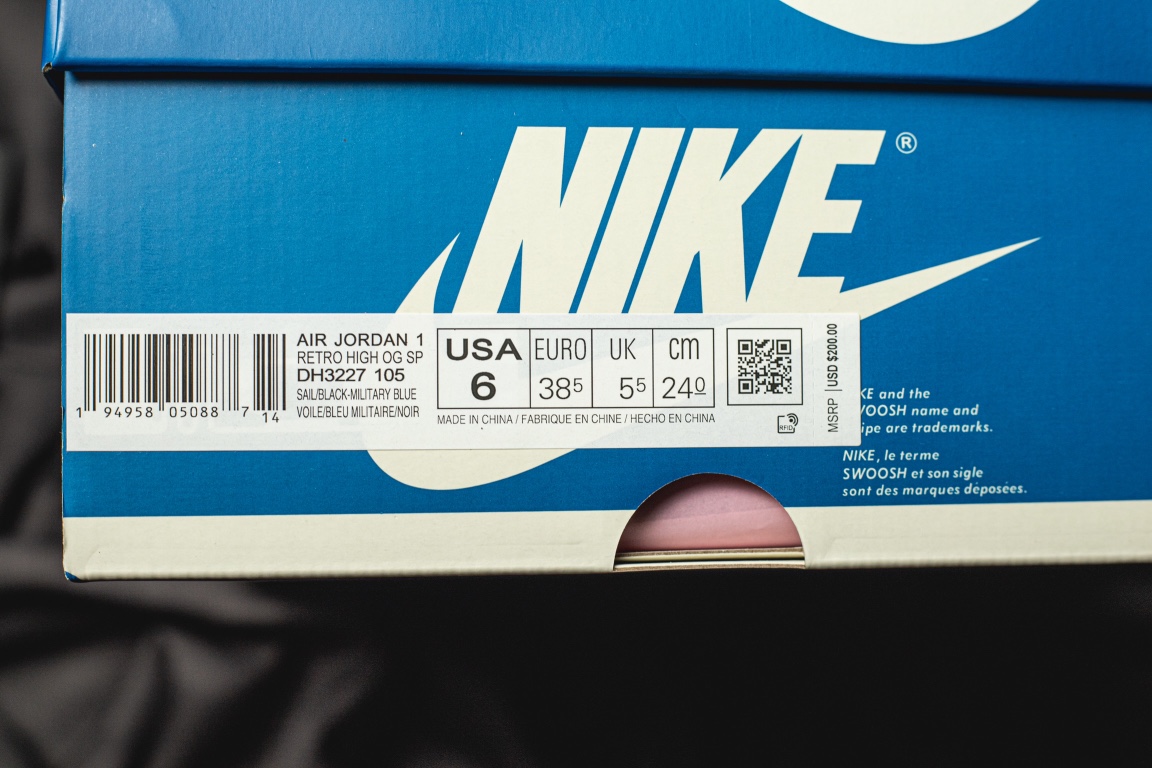 NIKE®
AIR JORDAN 1
RETRO HIGH OG SP
DH3227 105
SAIL/BLACK-MILITARY BLUE
VOILE/BLEU MILITAIRE/NOIR
1 94958 05088 7 14
USA EURO UK cm
6 38⁵ 5⁵ 24⁰
MADE IN CHINA / FABRIQUE EN CHINE / HECHO EN CHINA
RFID
MSRP | USD $200.00
KE and the
WOOSH name and
ipe are trademarks.
NIKE, le terme
SWOOSH et son sigle
sont des marques déposées.